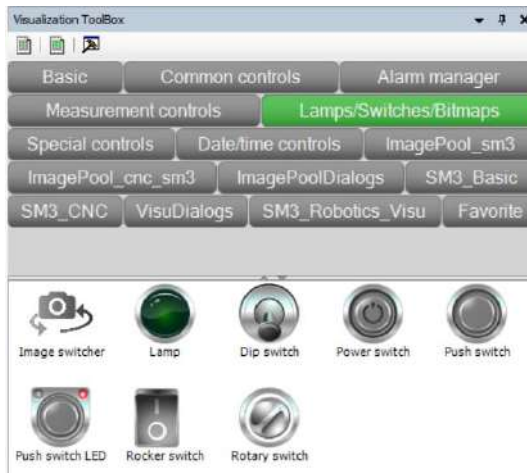 Visualization ToolBox
Basic Common controls Alarm manager
Measurement controls Lamps/Switches/Bitmaps
Special controls Date/time controls ImagePool_sm3
ImagePool_cnc_sm3 ImagePoolDialogs SM3_Basic
SM3_CNC VisuDialogs SM3_Robotics_Visu Favorite
Image switcher Lamp Dip switch Power switch Push switch
Push switch LED Rocker switch Rotary switch